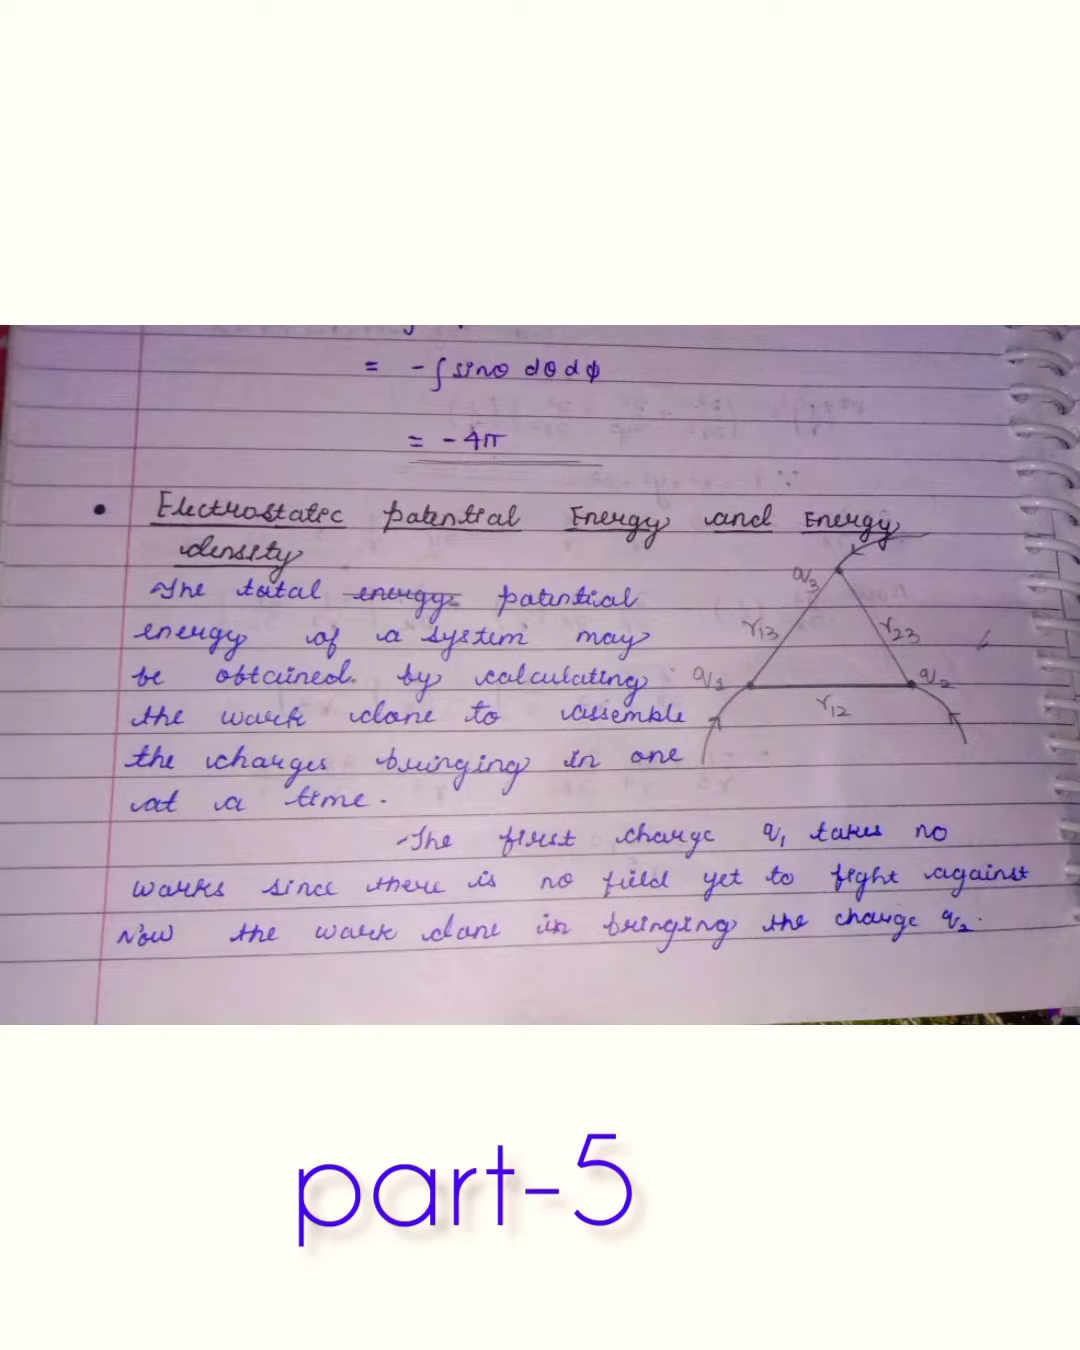 = -∫ sinθ dθ dϕ
= -4π
• Electrostatic potential Energy and Energy
density
The total energy potential
energy of a system may
be obtained. by calculating
the work done to assemble
the charges bringing in one
at a time.
q3
r13
r23
q1
q2
r12
The first charge q1 takes no
works since there is no field yet to fight against
Now the work done in bringing the charge q2.
part-5